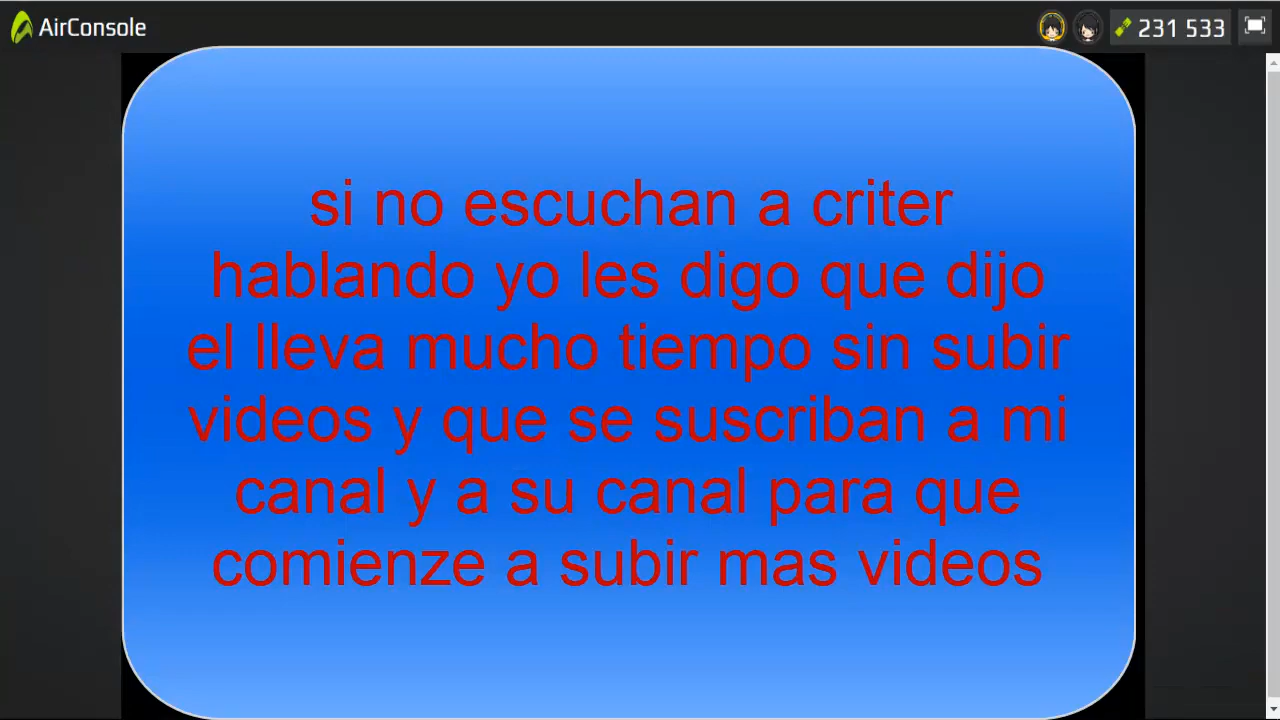 AirConsole
231 533
si no escuchan a criter
hablando yo les digo que dijo
el lleva mucho tiempo sin subir
videos y que se suscriban a mi
canal y a su canal para que
comienze a subir mas videos